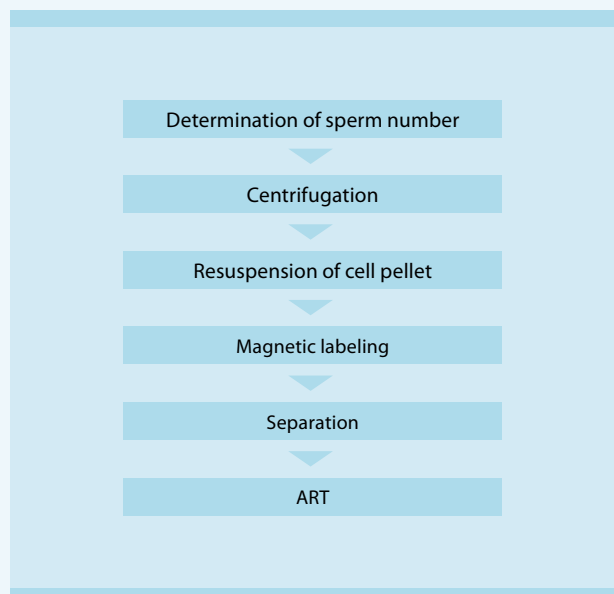 Determination of sperm number
Centrifugation
Resuspension of cell pellet
Magnetic labeling
Separation
ART